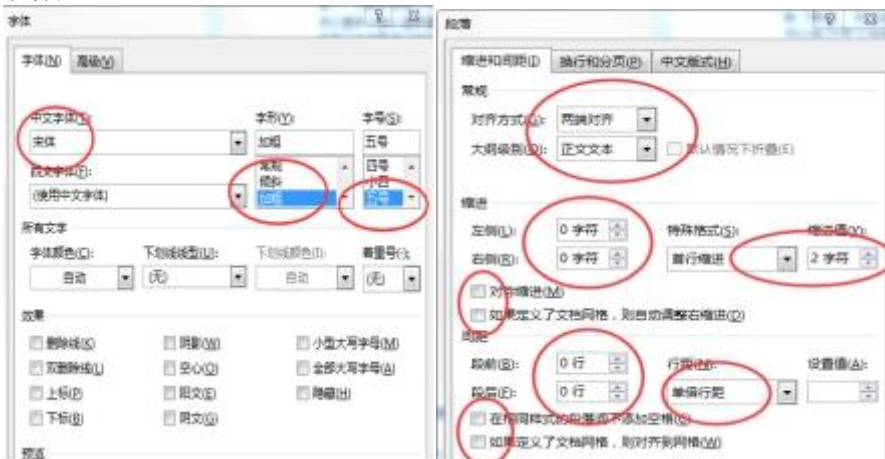 字体
字体(N) 高级(V)
中文字体(T): 字形(Y): 字号(S):
宋体 加粗 五号
西文字体(F): 常规 四号
(使用中文字体) 倾斜 小四
加粗 五号
所有文字
字体颜色(C): 下划线线型(U): 下划线颜色(I): 着重号(·):
自动 (无) 自动 (无)
效果
删除线(K) 阴影(W) 小型大写字母(M)
双删除线(L) 空心(O) 全部大写字母(A)
上标(P) 阳文(E) 隐藏(H)
下标(B) 阴文(G)
预览
段落
缩进和间距(I) 换行和分页(P) 中文版式(H)
常规
对齐方式(G): 两端对齐
大纲级别(O): 正文文本 默认情况下折叠(E)
缩进
左侧(L): 0 字符 特殊格式(S): 缩进值(Y):
右侧(R): 0 字符 首行缩进 2 字符
对称缩进(M)
如果定义了文档网格，则自动调整右缩进(D)
间距
段前(B): 0 行 行距(N): 设置值(A):
段后(F): 0 行 单倍行距
在相同样式的段落间不添加空格(C)
如果定义了文档网格，则对齐到网格(W)